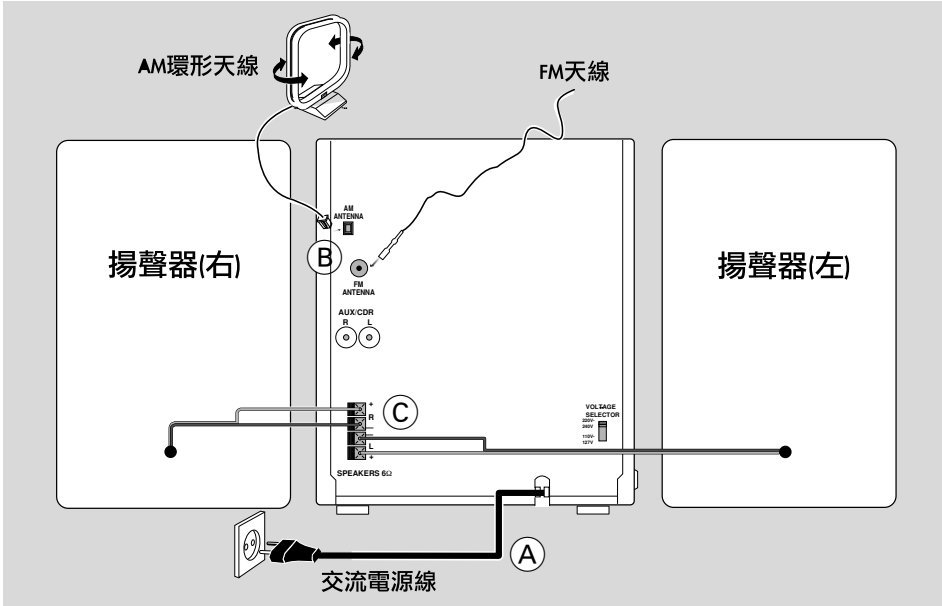 AM環形天線
FM天線
AM
ANTENNA
B
揚聲器(右)
揚聲器(左)
FM
ANTENNA
AUX/CDR
R L
C
+
R
—
—
L
+
VOLTAGE
SELECTOR
220V-
240V
110V-
127V
SPEAKERS 6Ω
A
交流電源線